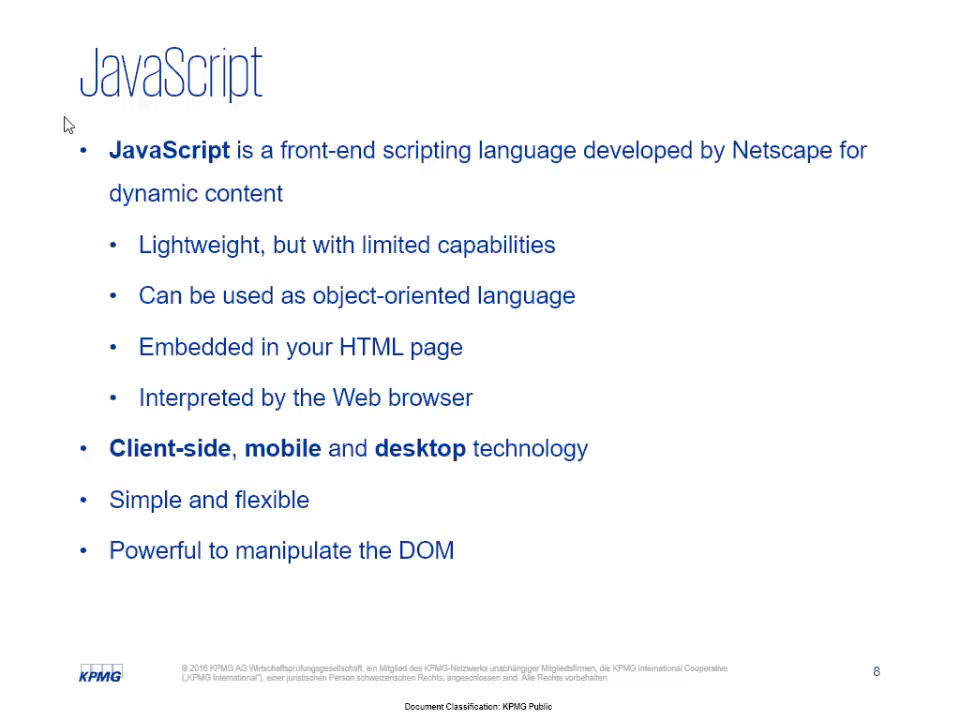 JavaScript
• JavaScript is a front-end scripting language developed by Netscape for
dynamic content
• Lightweight, but with limited capabilities
• Can be used as object-oriented language
• Embedded in your HTML page
• Interpreted by the Web browser
• Client-side, mobile and desktop technology
• Simple and flexible
• Powerful to manipulate the DOM
KPMG
© 2016 KPMG AG Wirtschaftsprüfungsgesellschaft, ein Mitglied des KPMG-Netzwerks unabhängiger Mitgliedsfirmen, die KPMG International Cooperative
(„KPMG International“), einer juristischen Person schweizerischen Rechts, angeschlossen sind. Alle Rechte vorbehalten.
8
Document Classification: KPMG Public